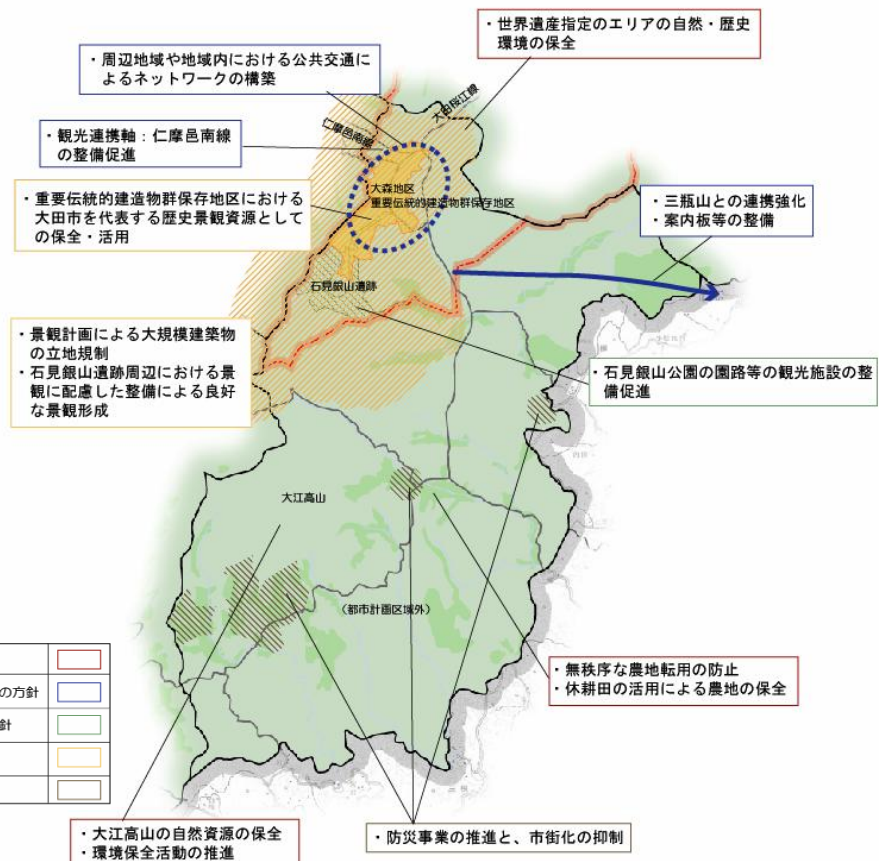 ・世界遺産指定のエリアの自然・歴史
環境の保全
・周辺地域や地域内における公共交通に
よるネットワークの構築
大田桜江線
仁摩邑南線
・観光連携軸：仁摩邑南線
の整備促進
大森地区
重要伝統的建造物群保存地区
・重要伝統的建造物群保存地区における
大田市を代表する歴史景観資源として
の保全・活用
・三瓶山との連携強化
・案内板等の整備
石見銀山遺跡
・景観計画による大規模建築物
の立地規制
・石見銀山遺跡周辺における景
観に配慮した整備による良好
な景観形成
・石見銀山公園の園路等の観光施設の整
備促進
大江高山
（都市計画区域外）
の方針
針
・無秩序な農地転用の防止
・休耕田の活用による農地の保全
・大江高山の自然資源の保全
・環境保全活動の推進
・防災事業の推進と、市街化の抑制